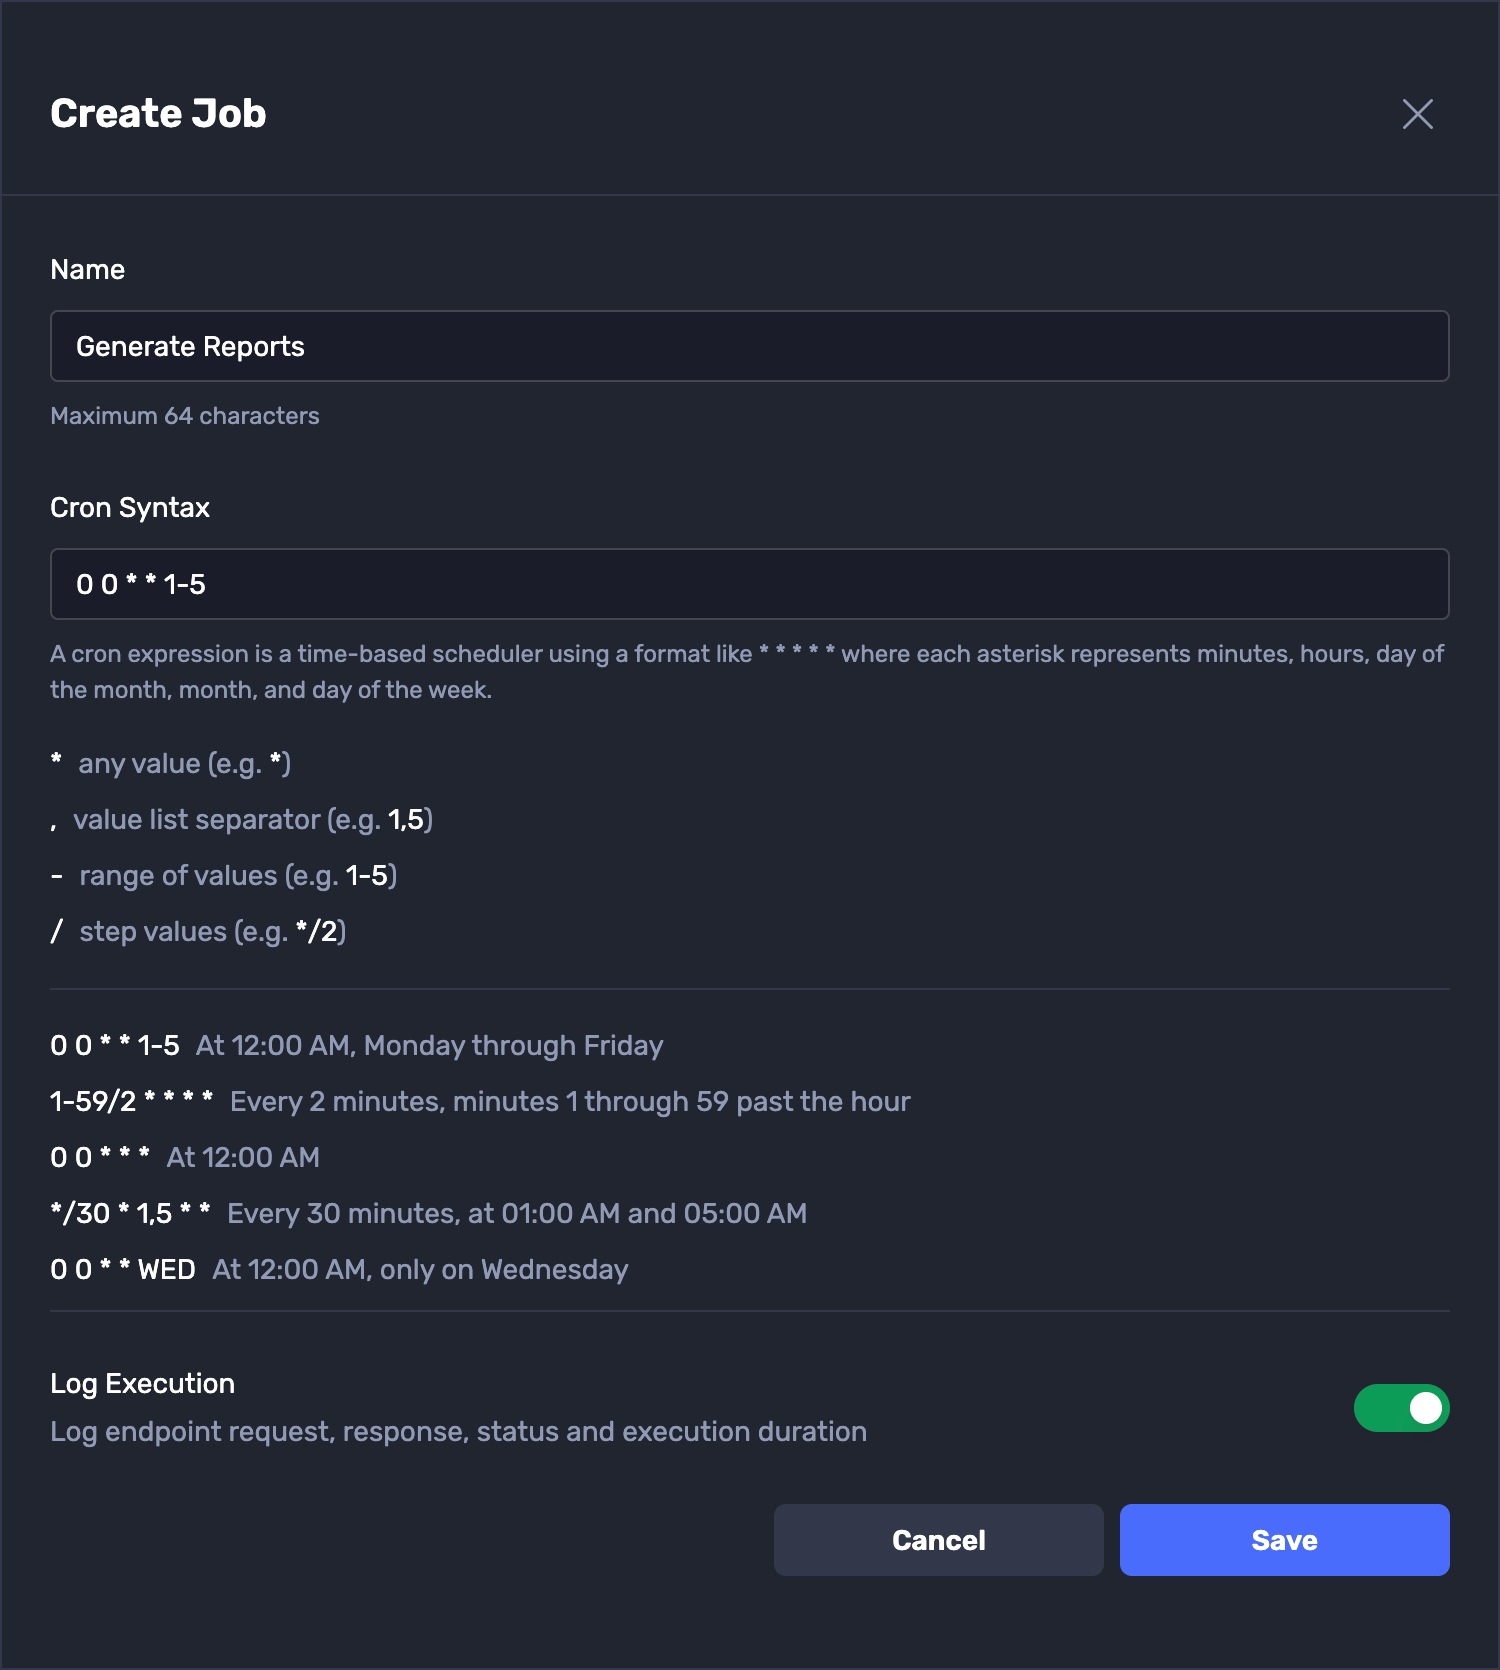 Create Job
Name
Generate Reports
Maximum 64 characters
Cron Syntax
0 0 * * 1-5
A cron expression is a time-based scheduler using a format like * * * * * where each asterisk represents minutes, hours, day of
the month, month, and day of the week.
* any value (e.g. *)
, value list separator (e.g. 1,5)
- range of values (e.g. 1-5)
/ step values (e.g. */2)
0 0 * * 1-5 At 12:00 AM, Monday through Friday
1-59/2 * * * * Every 2 minutes, minutes 1 through 59 past the hour
0 0 * * * At 12:00 AM
*/30 * 1,5 * * Every 30 minutes, at 01:00 AM and 05:00 AM
0 0 * * WED At 12:00 AM, only on Wednesday
Log Execution
Log endpoint request, response, status and execution duration
Cancel Save